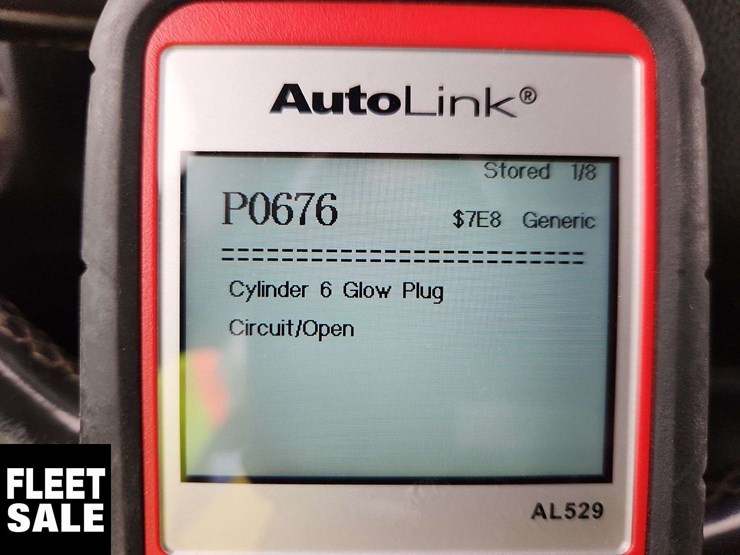 AutoLink®
Stored 1/8
P0676
$7E8 Generic
Cylinder 6 Glow Plug
Circuit/Open
AL529
FLEET
SALE